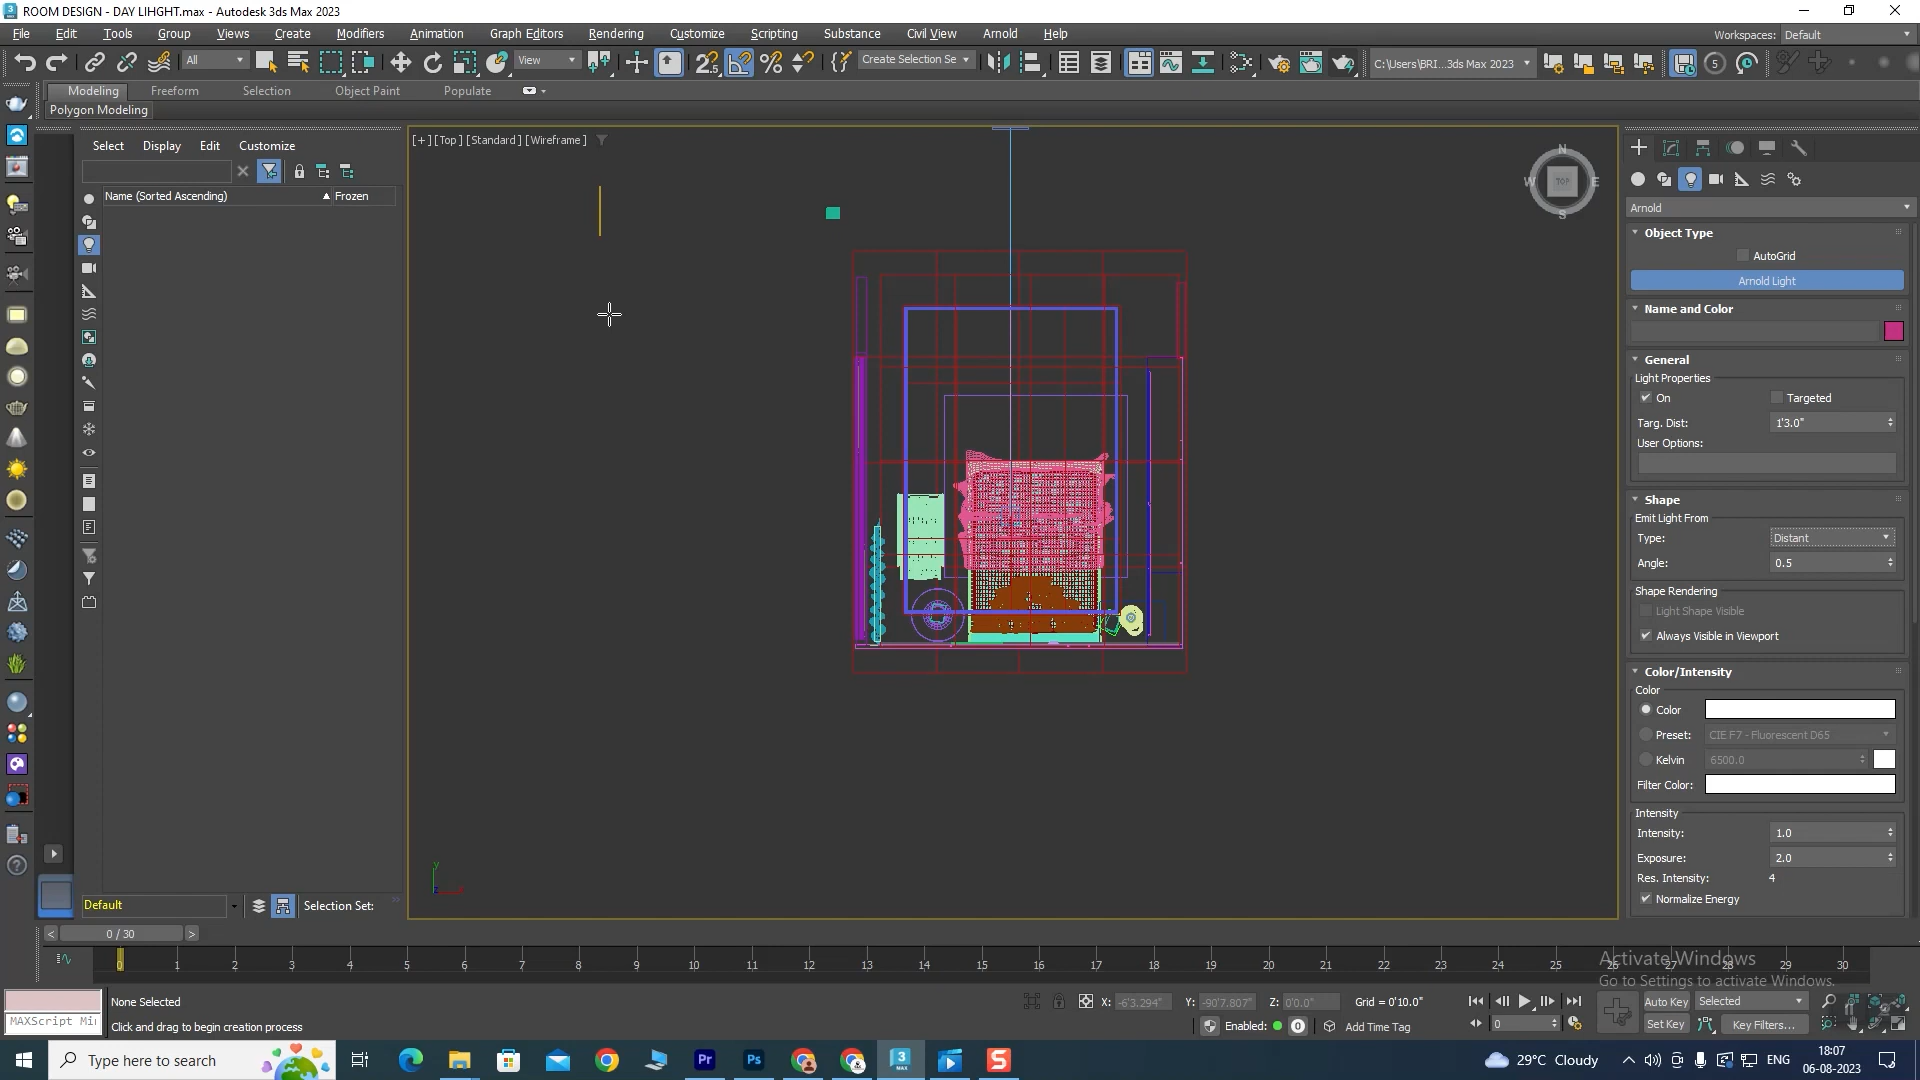 ROOM DESIGN - DAY LIHGHT.max - Autodesk 3ds Max 2023
File Edit Tools Group Views Create Modifiers Animation Graph Editors Rendering Customize Scripting Substance Civil View Arnold Help
Workspaces: Default
All View Create Selection Se C:\Users\BRI...3ds Max 2023 5
Modeling Freeform Selection Object Paint Populate
Polygon Modeling
Select Display Edit Customize
Name (Sorted Ascending) Frozen
[+] [Top] [Standard] [Wireframe]
N
W TOP E
S
Arnold
Object Type
AutoGrid
Arnold Light
Name and Color
General
Light Properties
On Targeted
Targ. Dist: 1'3.0"
User Options:
Shape
Emit Light From
Type: Distant
Angle: 0.5
Shape Rendering
Light Shape Visible
Always Visible in Viewport
Color/Intensity
Color
Color
Preset: CIE F7 - Fluorescent D65
Kelvin 6500.0
Filter Color:
Intensity
Intensity: 1.0
Exposure: 2.0
Res. Intensity: 4
Normalize Energy
y
Default Selection Set:
< 0 / 30 >
0 1 2 3 4 5 6 7 8 9 10 11 12 13 14 15 16 17 18 19 20 21 22 23 24 25 26 27 28 29 30
Activate Windows
Go to Settings to activate Windows.
None Selected
X: -6'3.294" Y: -90'7.807" Z: 0'0.0" Grid = 0'10.0"
Auto Key Selected
MAXScript Mi
Click and drag to begin creation process
Enabled: 0 Add Time Tag
0 Set Key Key Filters...
Type here to search
29°C Cloudy
ENG
18:07
06-08-2023